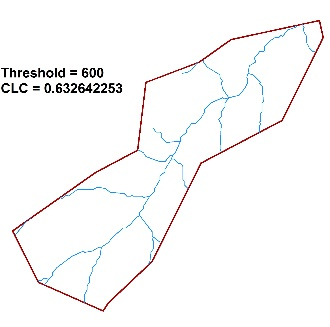 Threshold = 600
CLC = 0.632642253